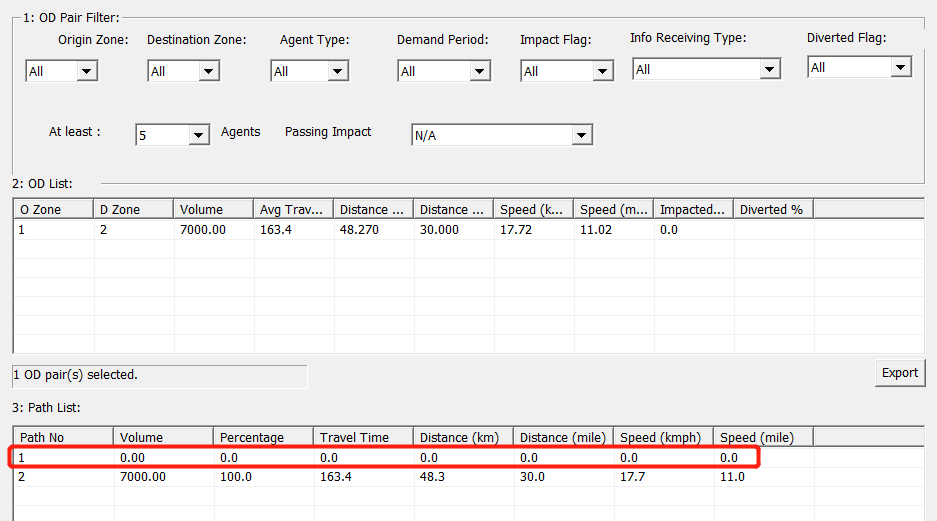 1: OD Pair Filter:
Origin Zone: Destination Zone: Agent Type: Demand Period: Impact Flag: Info Receiving Type: Diverted Flag:
All All All All All All All
At least : 5 Agents Passing Impact N/A
2: OD List:
O Zone D Zone Volume Avg Trav... Distance ... Distance ... Speed (k... Speed (m... Impacted... Diverted %
1 2 7000.00 163.4 48.270 30.000 17.72 11.02 0.0
1 OD pair(s) selected.
Export
3: Path List:
Path No Volume Percentage Travel Time Distance (km) Distance (mile) Speed (kmph) Speed (mile)
1 0.00 0.0 0.0 0.0 0.0 0.0 0.0
2 7000.00 100.0 163.4 48.3 30.0 17.7 11.0